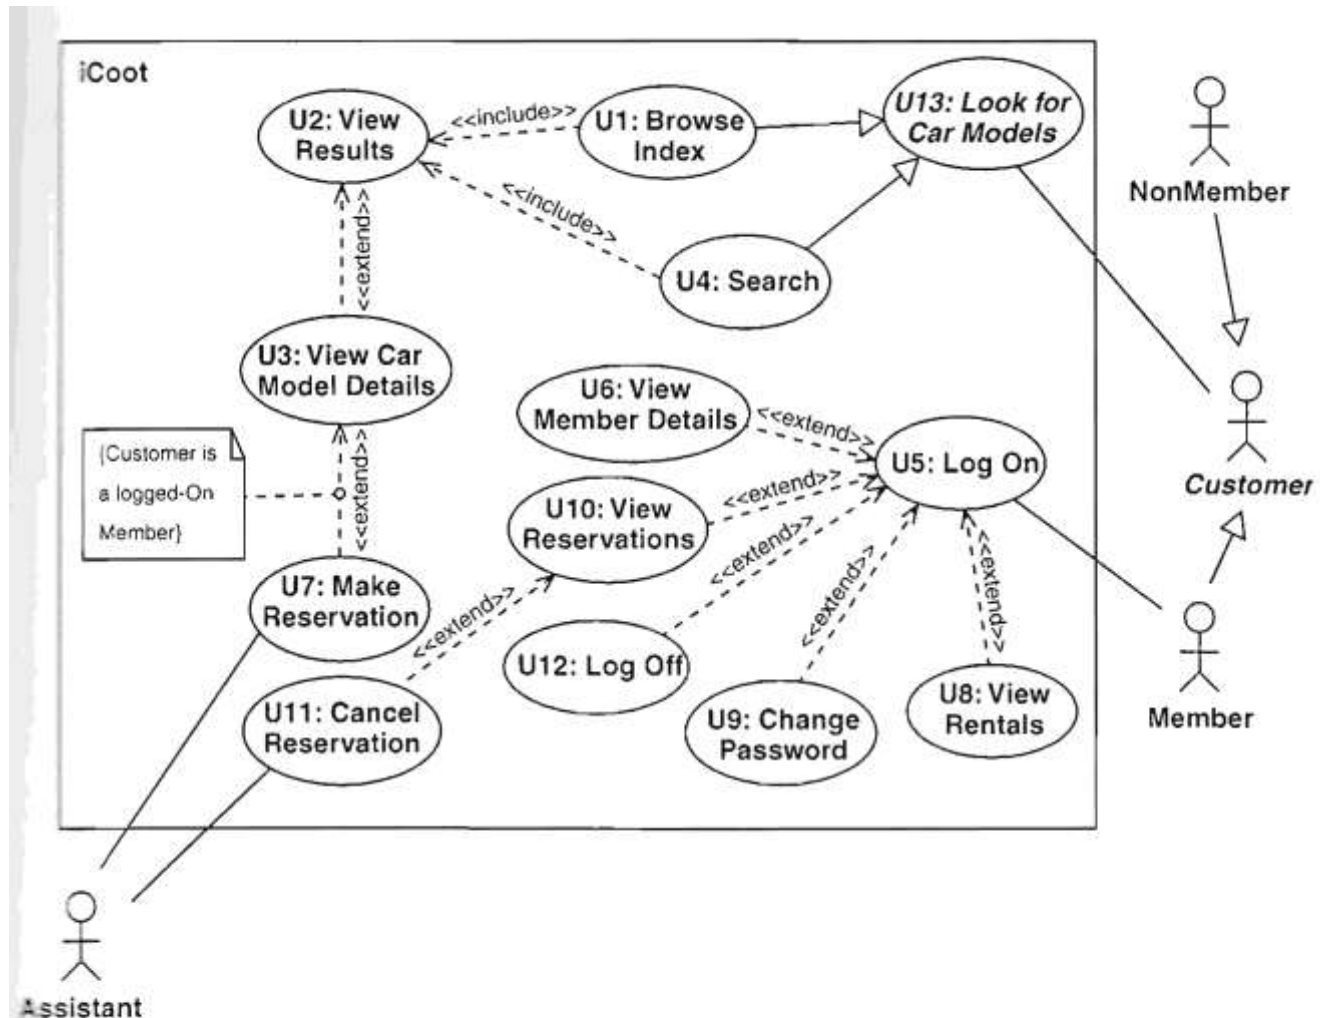 iCoot
U2: View
Results
<<include>>
U1: Browse
Index
U13: Look for
Car Models
NonMember
<<include>>
<<extend>>
U4: Search
U3: View Car
Model Details
U6: View
Member Details
<<extend>>
U5: Log On
Customer
{Customer is
a logged-On
Member}
<<extend>>
U10: View
Reservations
<<extend>>
<<extend>>
<<extend>>
<<extend>>
U7: Make
Reservation
<<extend>>
U12: Log Off
U11: Cancel
Reservation
U9: Change
Password
U8: View
Rentals
Member
Assistant